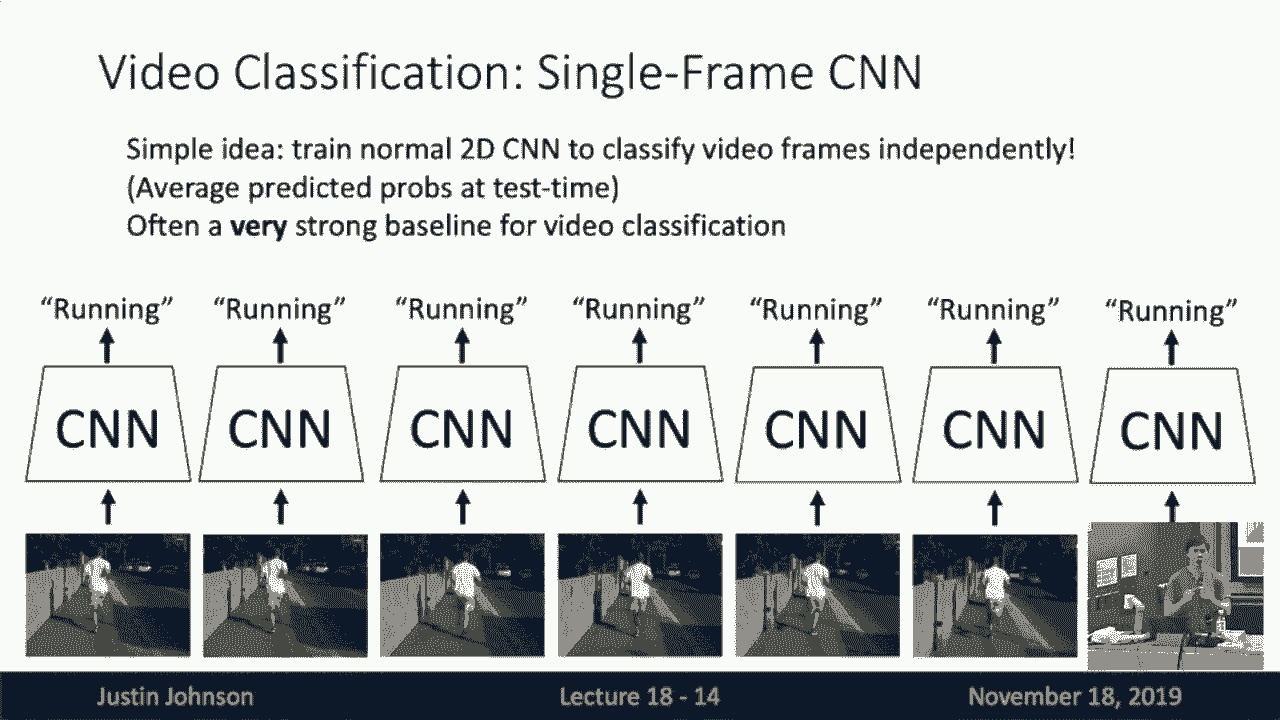 Video Classification: Single-Frame CNN
Simple idea: train normal 2D CNN to classify video frames independently!
(Average predicted probs at test-time)
Often a very strong baseline for video classification
“Running” “Running” “Running” “Running” “Running” “Running” “Running”
CNN CNN CNN CNN CNN CNN CNN
Justin Johnson Lecture 18 - 14 November 18, 2019